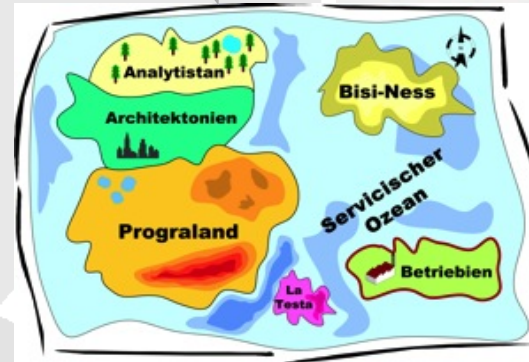 Analytistan
Architektonien
Bisi-Ness
Prograland
Servicischer
Ozean
La
Testa
Betriebien